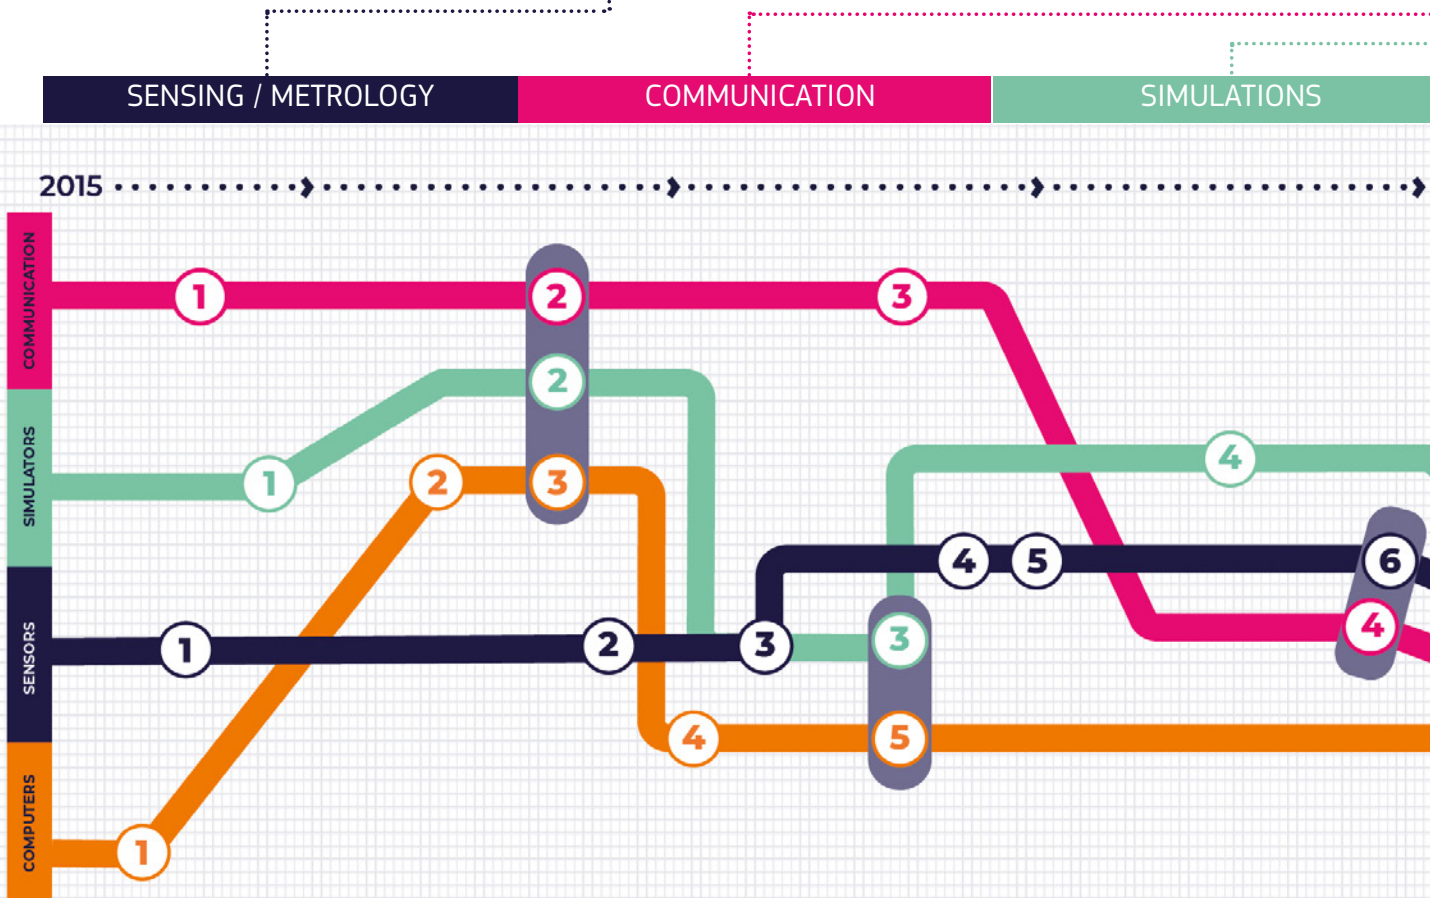 SENSING / METROLOGY
COMMUNICATION
SIMULATIONS
2015
COMMUNICATION
SIMULATORS
SENSORS
COMPUTERS
1 2 3
2
1
2 3
4
4 5 6
1 2 3
3
4
4 5
1